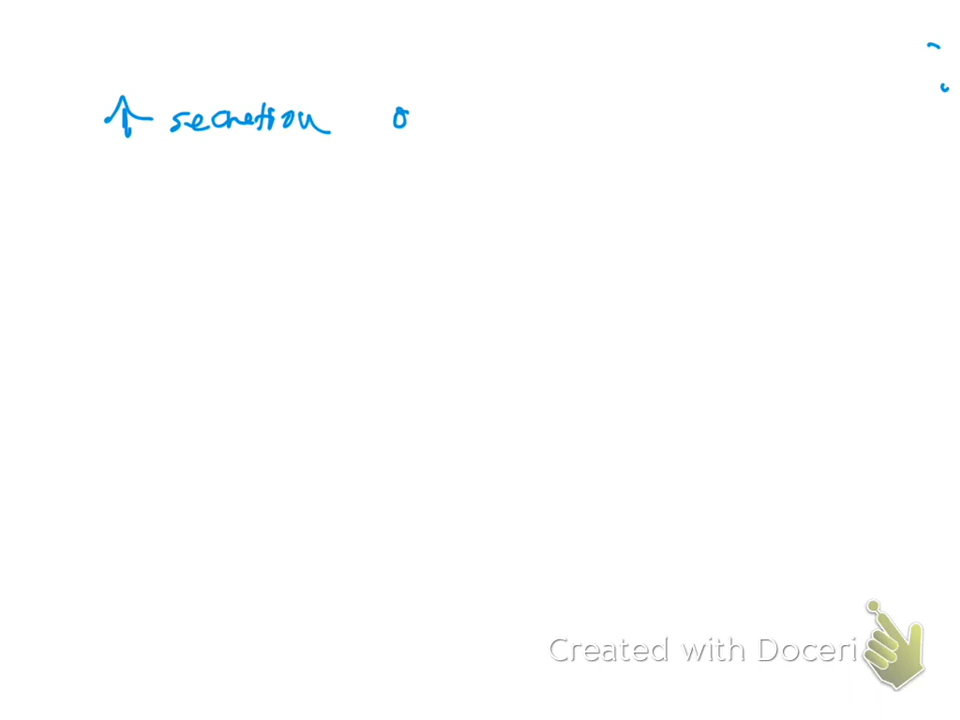 ↑ secretion o
Created with Doceri